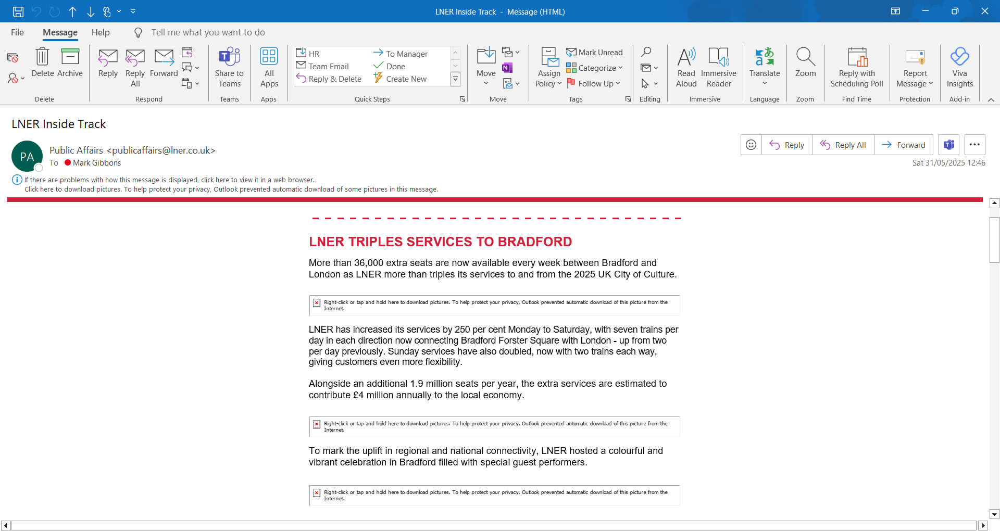 LNER Inside Track - Message (HTML)
File Message Help Tell me what you want to do
Delete Archive
Delete
Reply Reply All Forward
Respond
Share to Teams
Teams
All Apps
Apps
HR To Manager
Team Email Done
Reply & Delete Create New
Quick Steps
Move
Move
Assign Policy
Mark Unread
Categorize
Follow Up
Tags
Editing
Read Aloud Immersive Reader
Immersive
Translate
Language
Zoom
Zoom
Reply with Scheduling Poll
Find Time
Report Message
Protection
Viva Insights
Add-in
LNER Inside Track
PA
Public Affairs <publicaffairs@lner.co.uk>
To Mark Gibbons
Reply Reply All Forward
Sat 31/05/2025 12:46
If there are problems with how this message is displayed, click here to view it in a web browser.
Click here to download pictures. To help protect your privacy, Outlook prevented automatic download of some pictures in this message.
LNER TRIPLES SERVICES TO BRADFORD
More than 36,000 extra seats are now available every week between Bradford and
London as LNER more than triples its services to and from the 2025 UK City of Culture.
Right-click or tap and hold here to download pictures. To help protect your privacy, Outlook prevented automatic download of this picture from the
Internet.
LNER has increased its services by 250 per cent Monday to Saturday, with seven trains per
day in each direction now connecting Bradford Forster Square with London - up from two
per day previously. Sunday services have also doubled, now with two trains each way,
giving customers even more flexibility.
Alongside an additional 1.9 million seats per year, the extra services are estimated to
contribute £4 million annually to the local economy.
Right-click or tap and hold here to download pictures. To help protect your privacy, Outlook prevented automatic download of this picture from the
Internet.
To mark the uplift in regional and national connectivity, LNER hosted a colourful and
vibrant celebration in Bradford filled with special guest performers.
Right-click or tap and hold here to download pictures. To help protect your privacy, Outlook prevented automatic download of this picture from the
Internet.